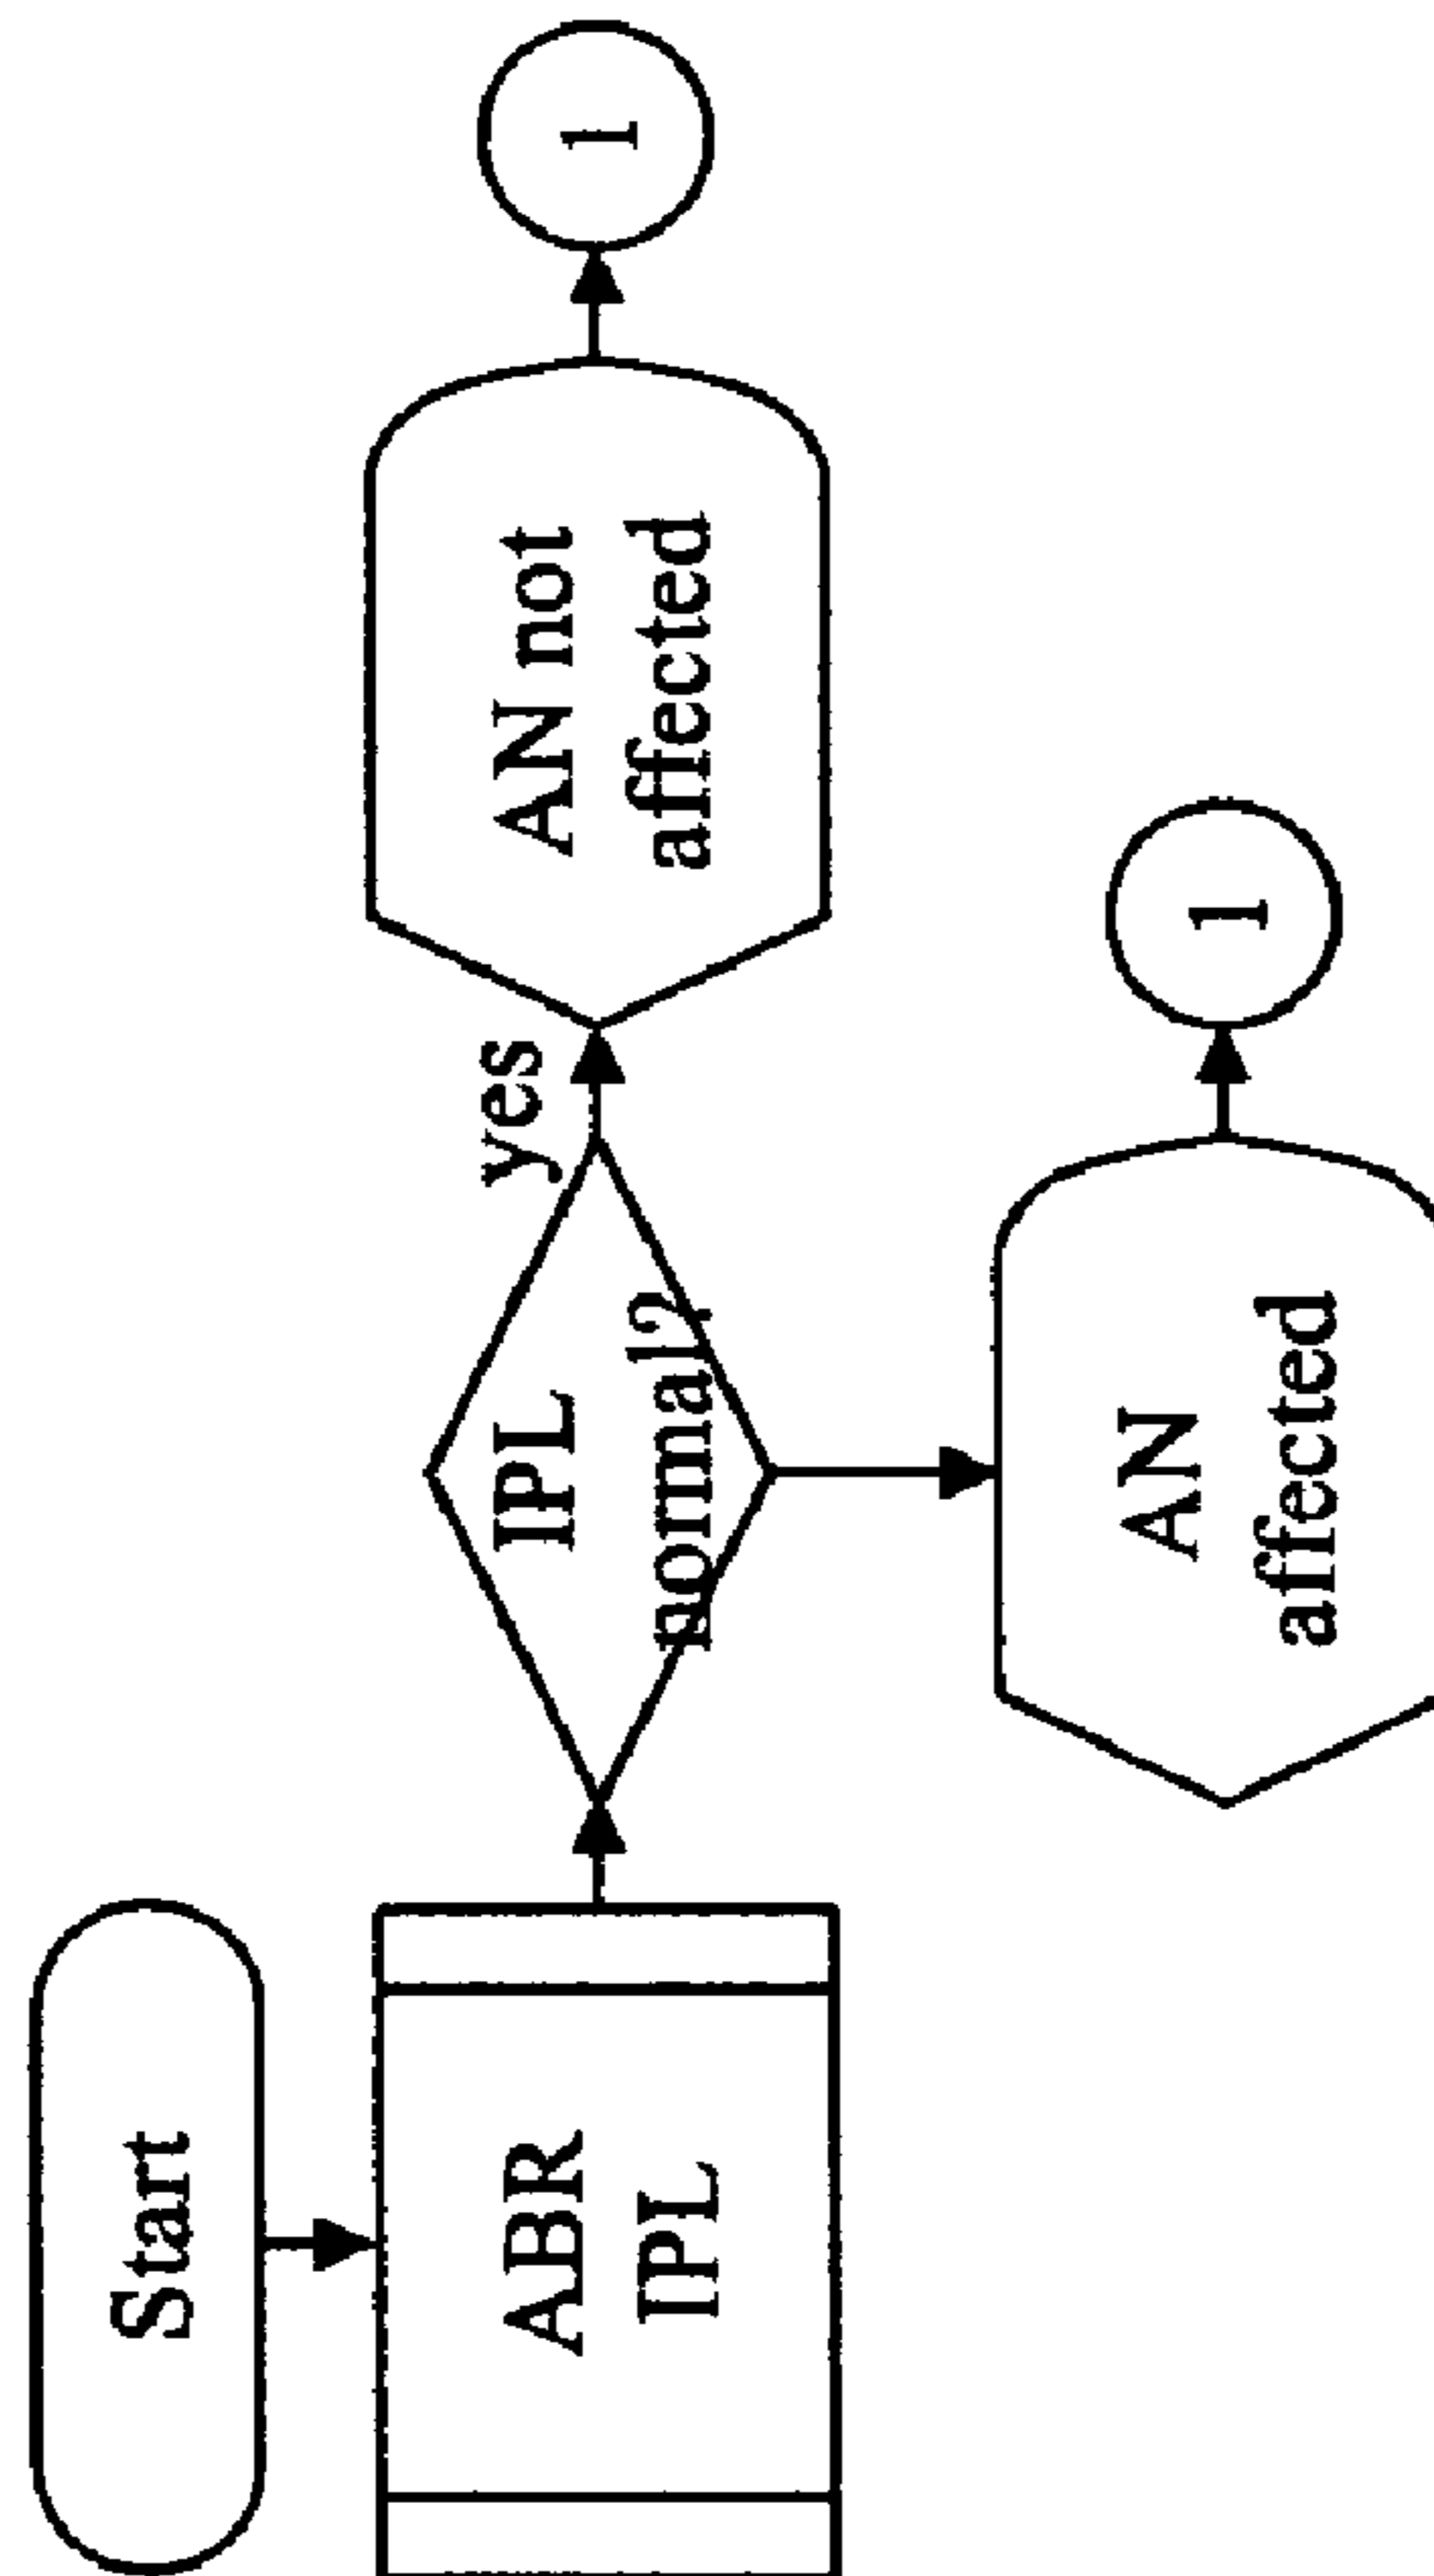 Start
ABR
IPL
IPL
normal?
yes
AN not
affected
1
AN
affected
1